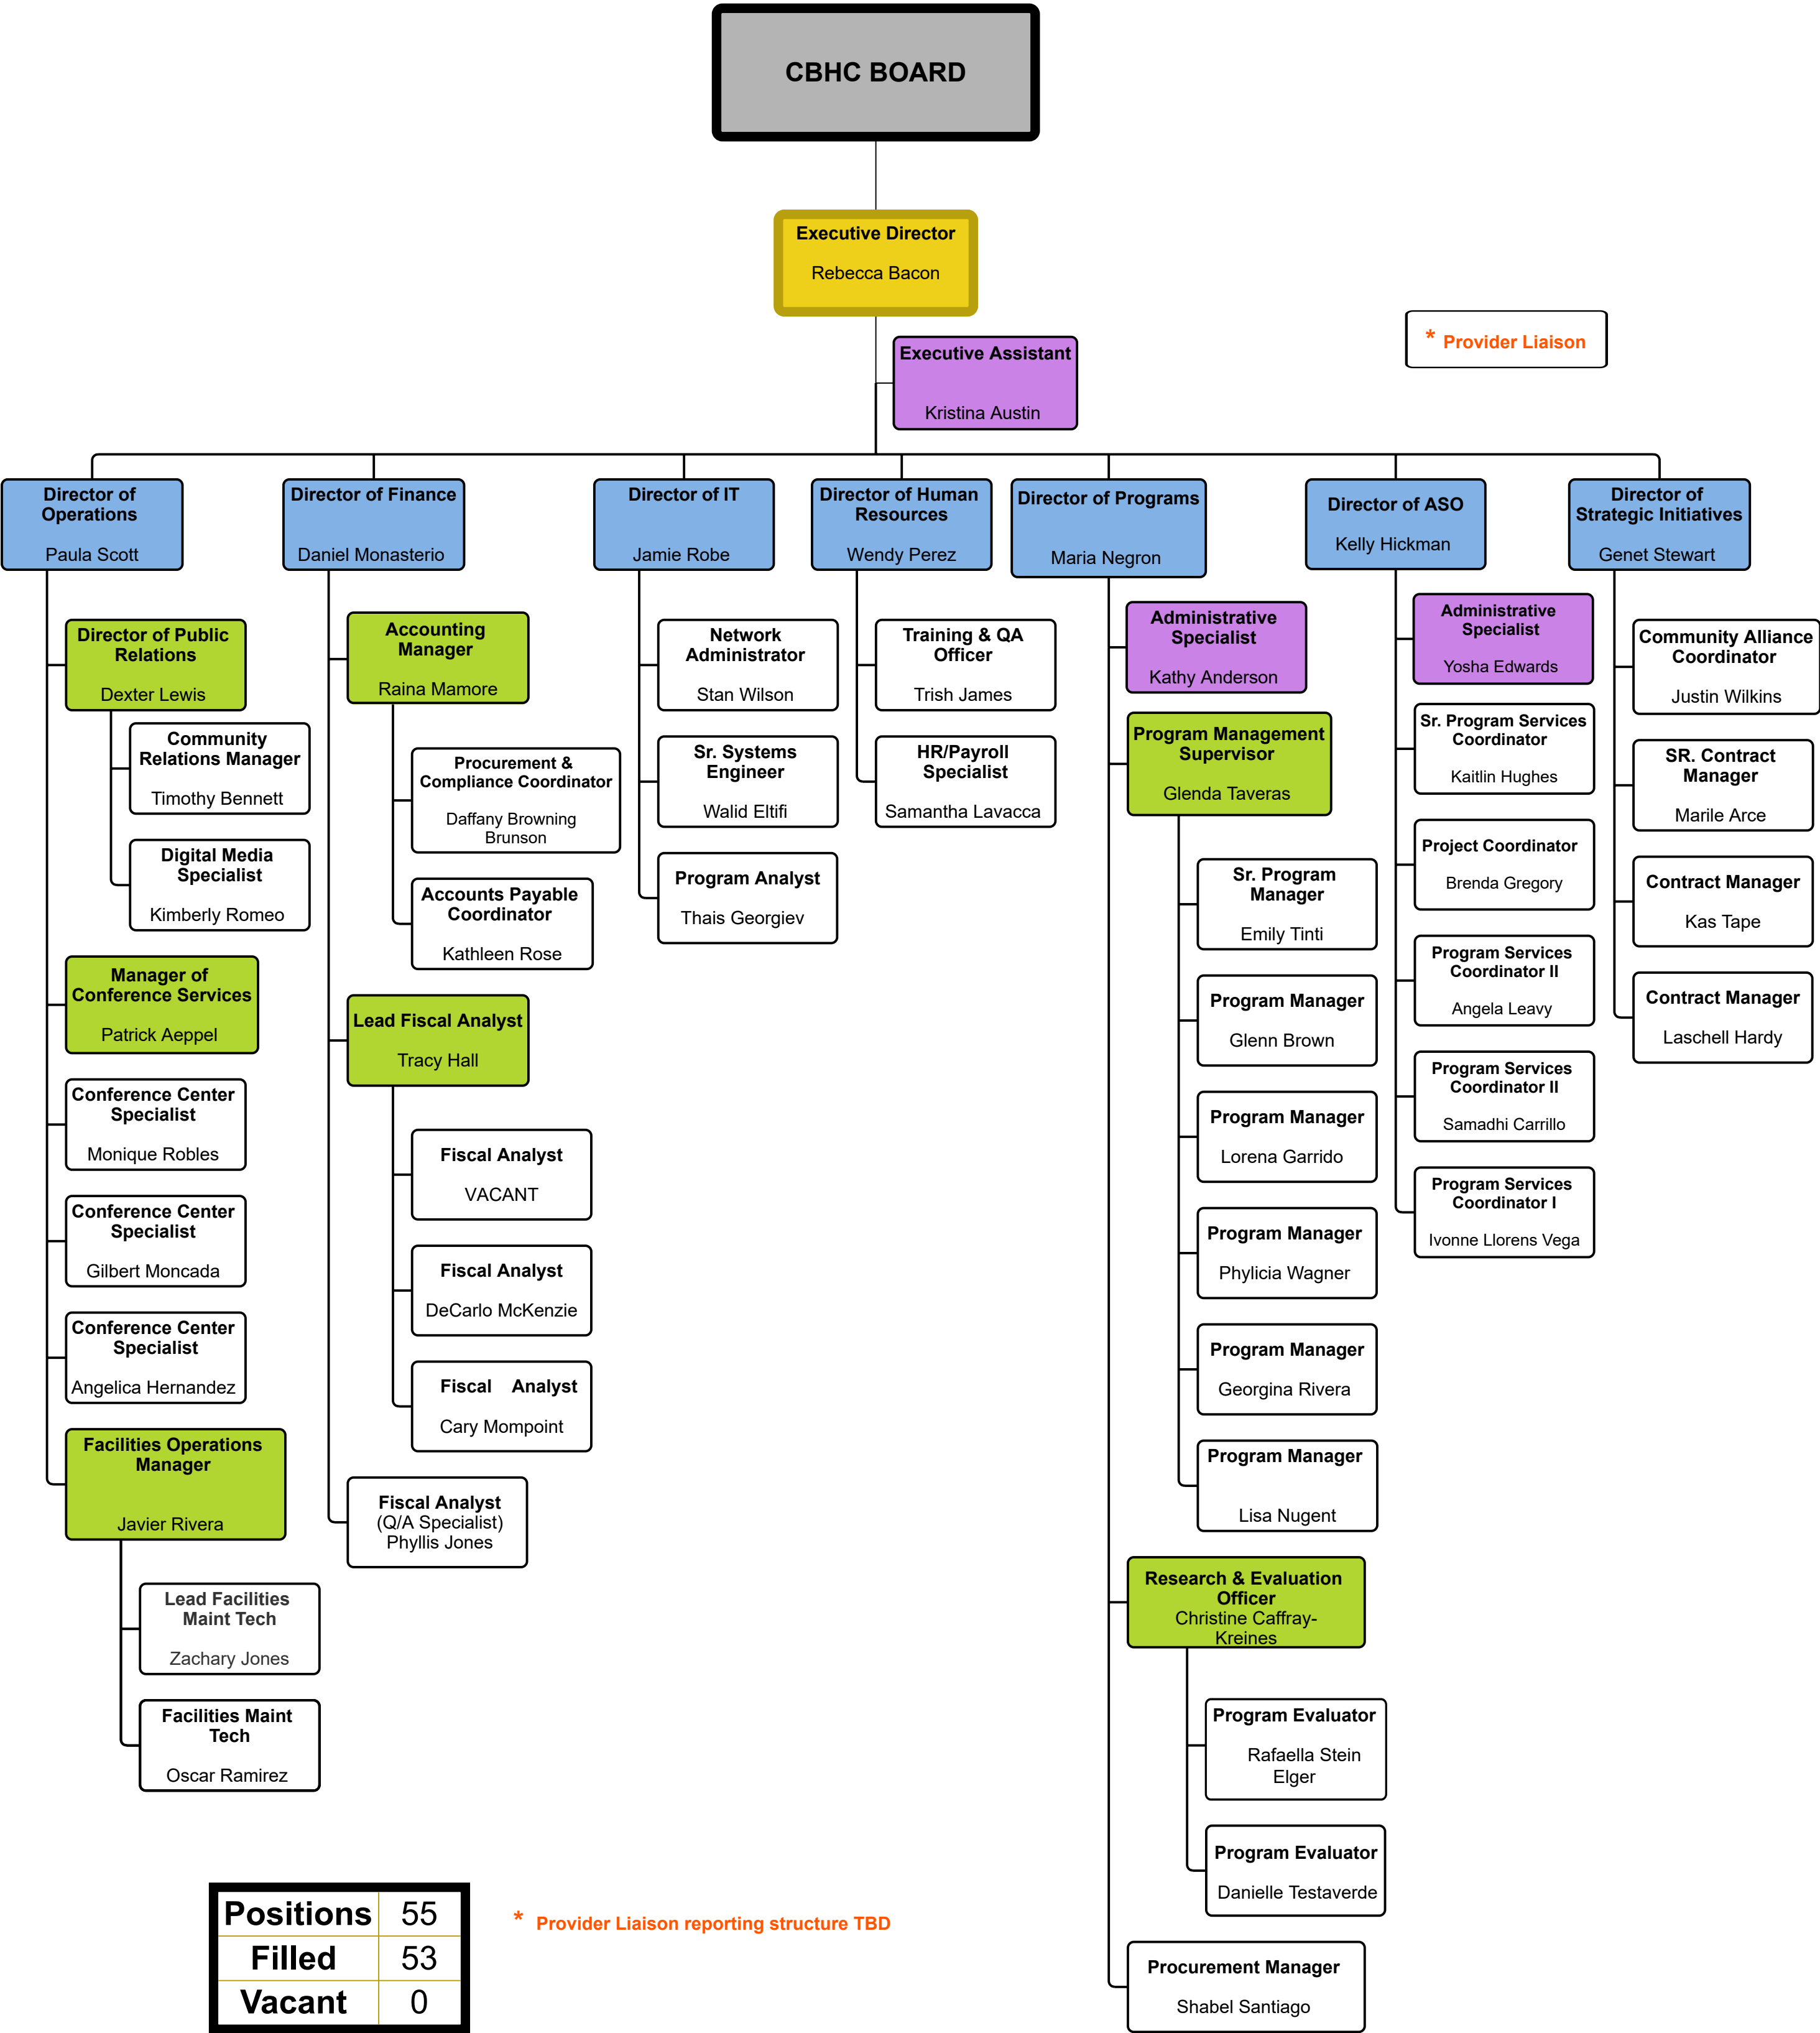 CBHC BOARD
Executive Director
Rebecca Bacon
Executive Assistant
Kristina Austin
* Provider Liaison
Director of
Operations
Paula Scott
Director of Public
Relations
Dexter Lewis
Community
Relations Manager
Timothy Bennett
Digital Media
Specialist
Kimberly Romeo
Manager of
Conference Services
Patrick Aeppel
Conference Center
Specialist
Monique Robles
Conference Center
Specialist
Gilbert Moncada
Conference Center
Specialist
Angelica Hernandez
Facilities Operations
Manager
Javier Rivera
Lead Facilities
Maint Tech
Zachary Jones
Facilities Maint
Tech
Oscar Ramirez
Director of Finance
Daniel Monasterio
Accounting
Manager
Raina Mamore
Procurement &
Compliance Coordinator
Daffany Browning
Brunson
Accounts Payable
Coordinator
Kathleen Rose
Lead Fiscal Analyst
Tracy Hall
Fiscal Analyst
VACANT
Fiscal Analyst
DeCarlo McKenzie
Fiscal Analyst
Cary Mompoint
Fiscal Analyst
(Q/A Specialist)
Phyllis Jones
Director of IT
Jamie Robe
Network
Administrator
Stan Wilson
Sr. Systems
Engineer
Walid Eltifi
Program Analyst
Thais Georgiev
Director of Human
Resources
Wendy Perez
Training & QA
Officer
Trish James
HR/Payroll
Specialist
Samantha Lavacca
Director of Programs
Maria Negron
Administrative
Specialist
Kathy Anderson
Program Management
Supervisor
Glenda Taveras
Sr. Program
Manager
Emily Tinti
Program Manager
Glenn Brown
Program Manager
Lorena Garrido
Program Manager
Phylicia Wagner
Program Manager
Georgina Rivera
Program Manager
Lisa Nugent
Research & Evaluation
Officer
Christine Caffray-
Kreines
Program Evaluator
Rafaella Stein
Elger
Program Evaluator
Danielle Testaverde
Procurement Manager
Shabel Santiago
Director of ASO
Kelly Hickman
Administrative
Specialist
Yosha Edwards
Sr. Program Services
Coordinator
Kaitlin Hughes
Project Coordinator
Brenda Gregory
Program Services
Coordinator II
Angela Leavy
Program Services
Coordinator II
Samadhi Carrillo
Program Services
Coordinator I
Ivonne Llorens Vega
Director of
Strategic Initiatives
Genet Stewart
Community Alliance
Coordinator
Justin Wilkins
SR. Contract
Manager
Marile Arce
Contract Manager
Kas Tape
Contract Manager
Laschell Hardy
Positions 55
Filled 53
Vacant 0
* Provider Liaison reporting structure TBD